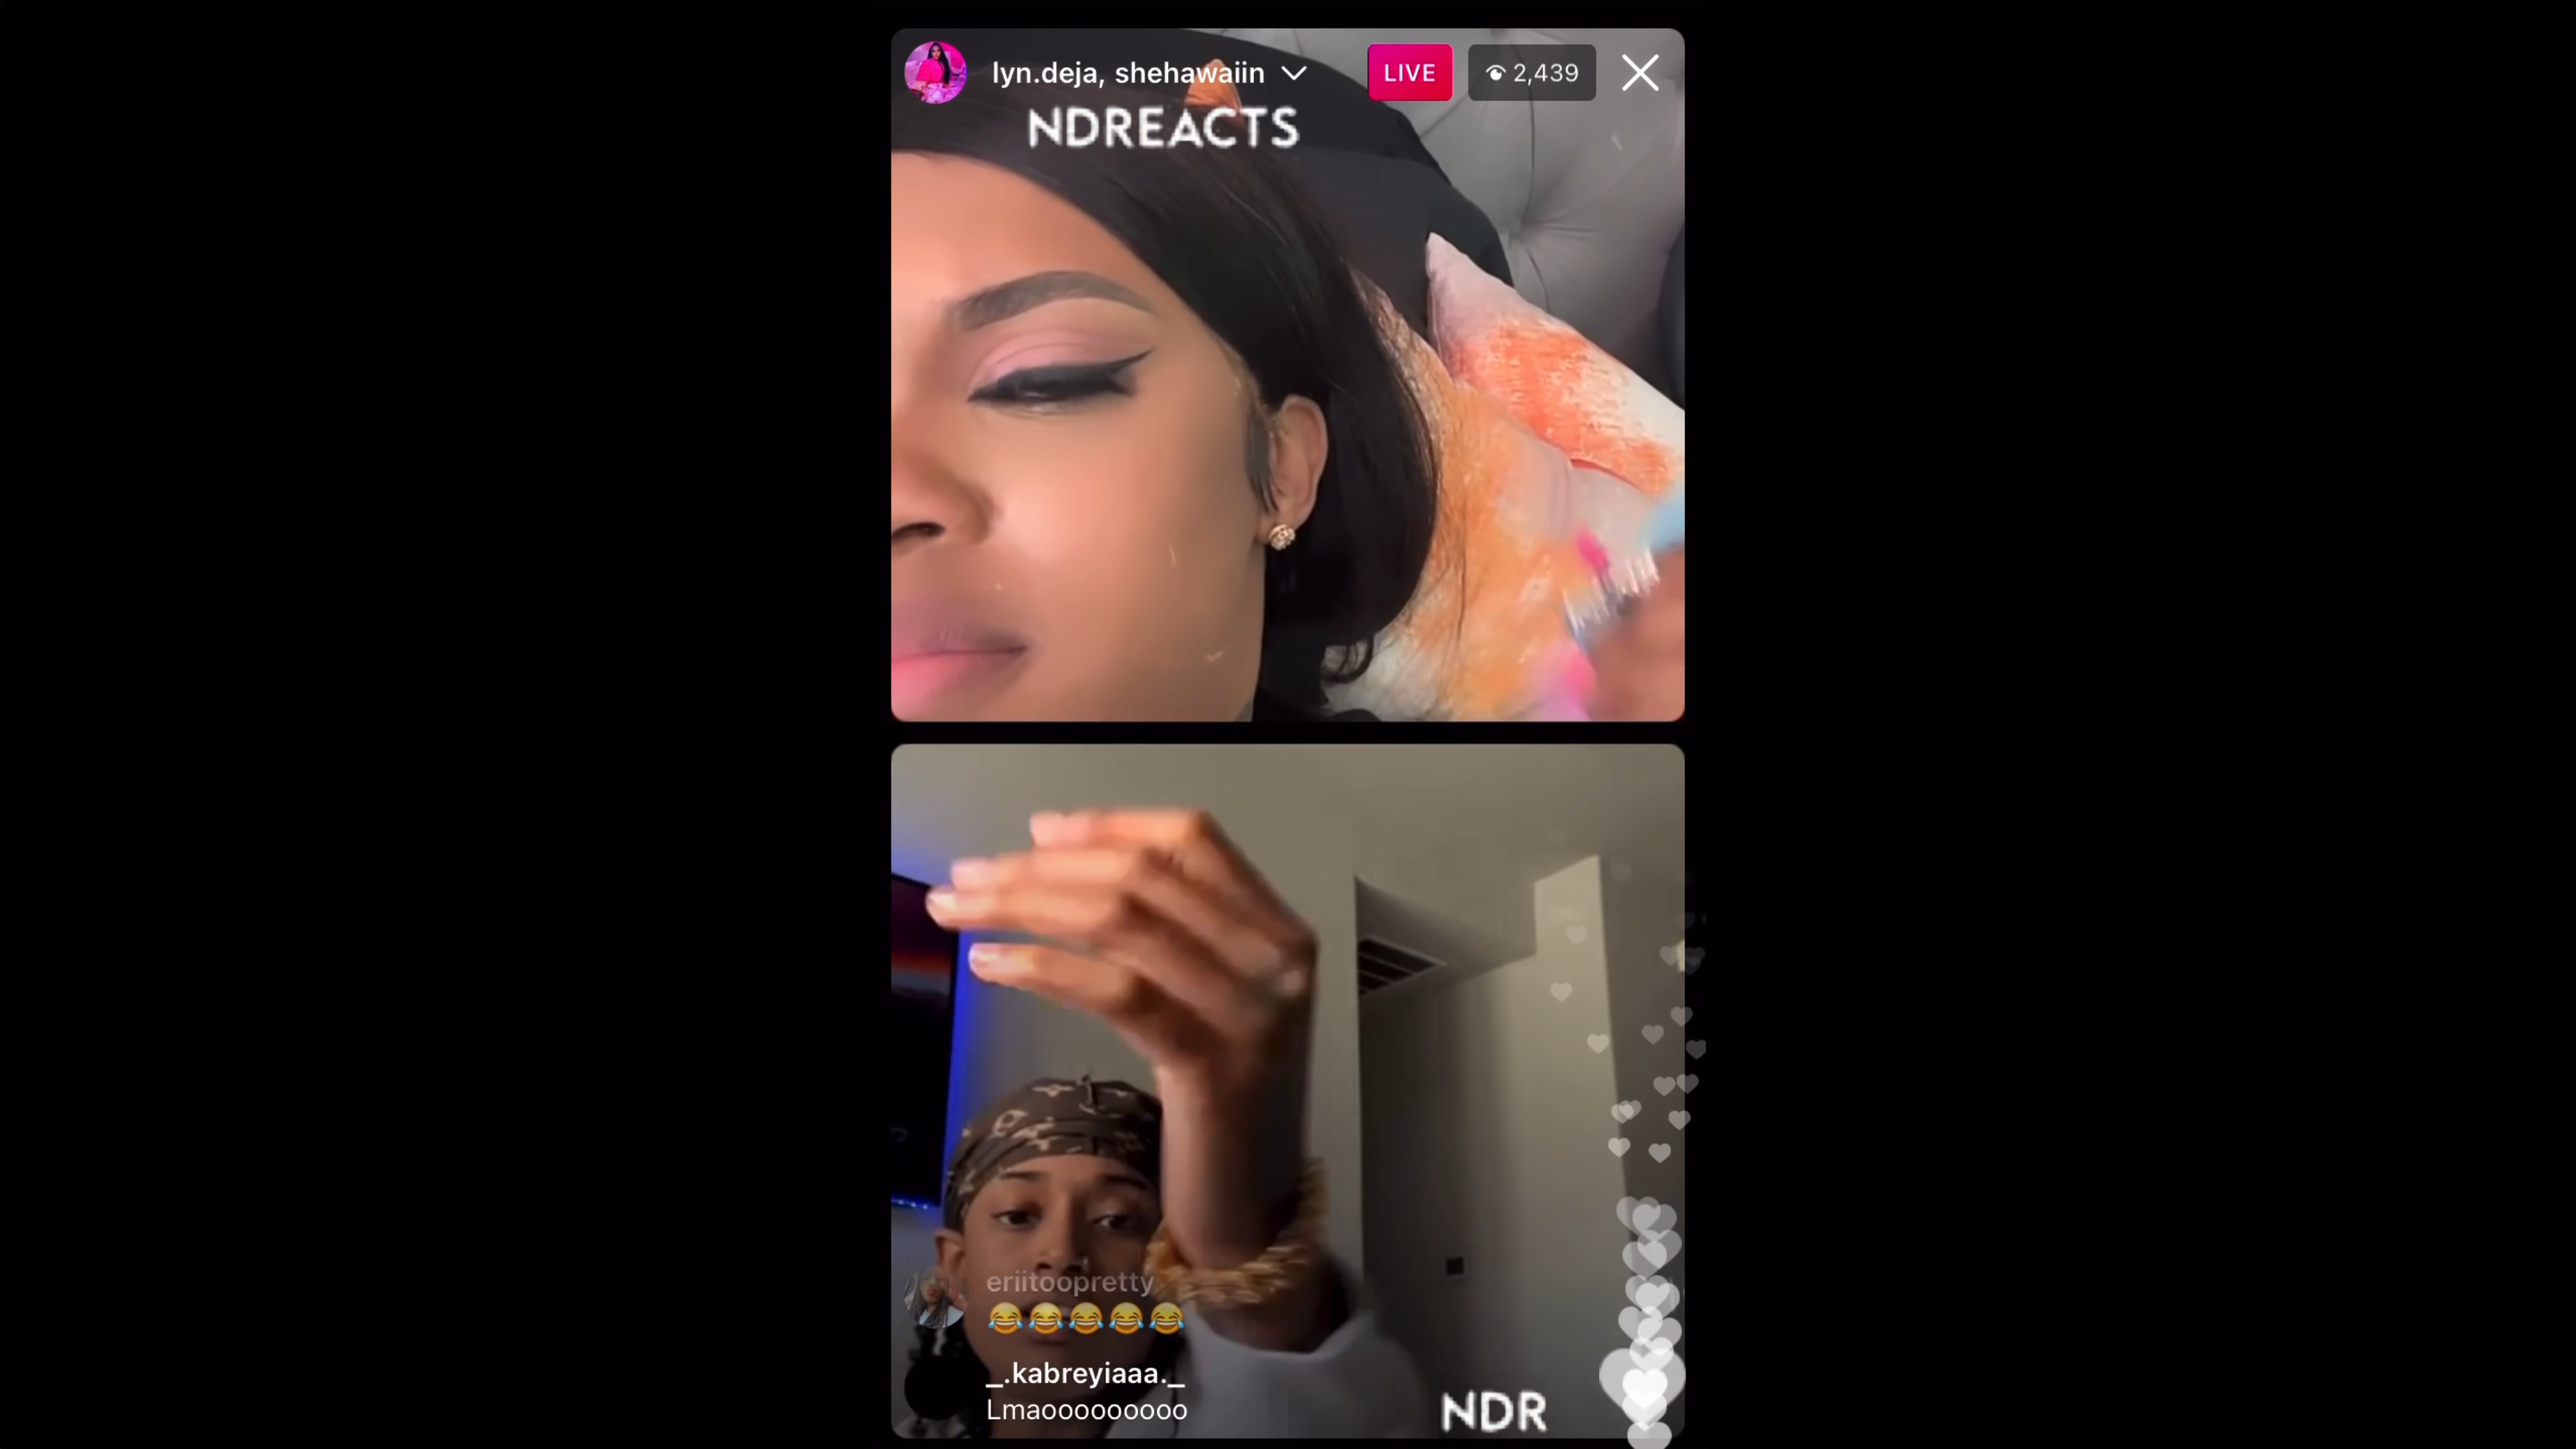 lyn.deja, shehawaiin
LIVE
2,439
NDREACTS
eriitoopretty
😂😂😂😂😂
_.kabreyiaaa._
Lmaoooooooooo
NDR